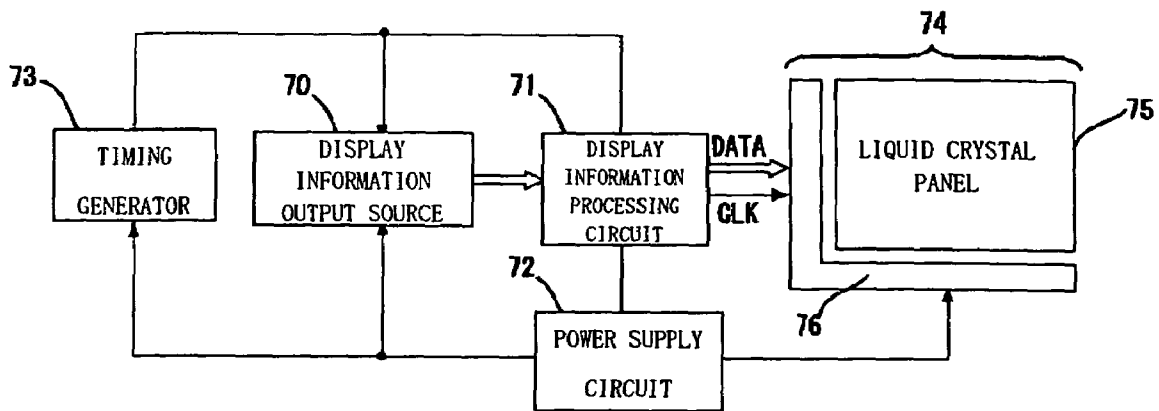 74
73
70
71
75
TIMING
GENERATOR
DISPLAY
INFORMATION
OUTPUT SOURCE
DISPLAY
INFORMATION
PROCESSING
CIRCUIT
DATA
CLK
LIQUID CRYSTAL
PANEL
72
76
POWER SUPPLY
CIRCUIT